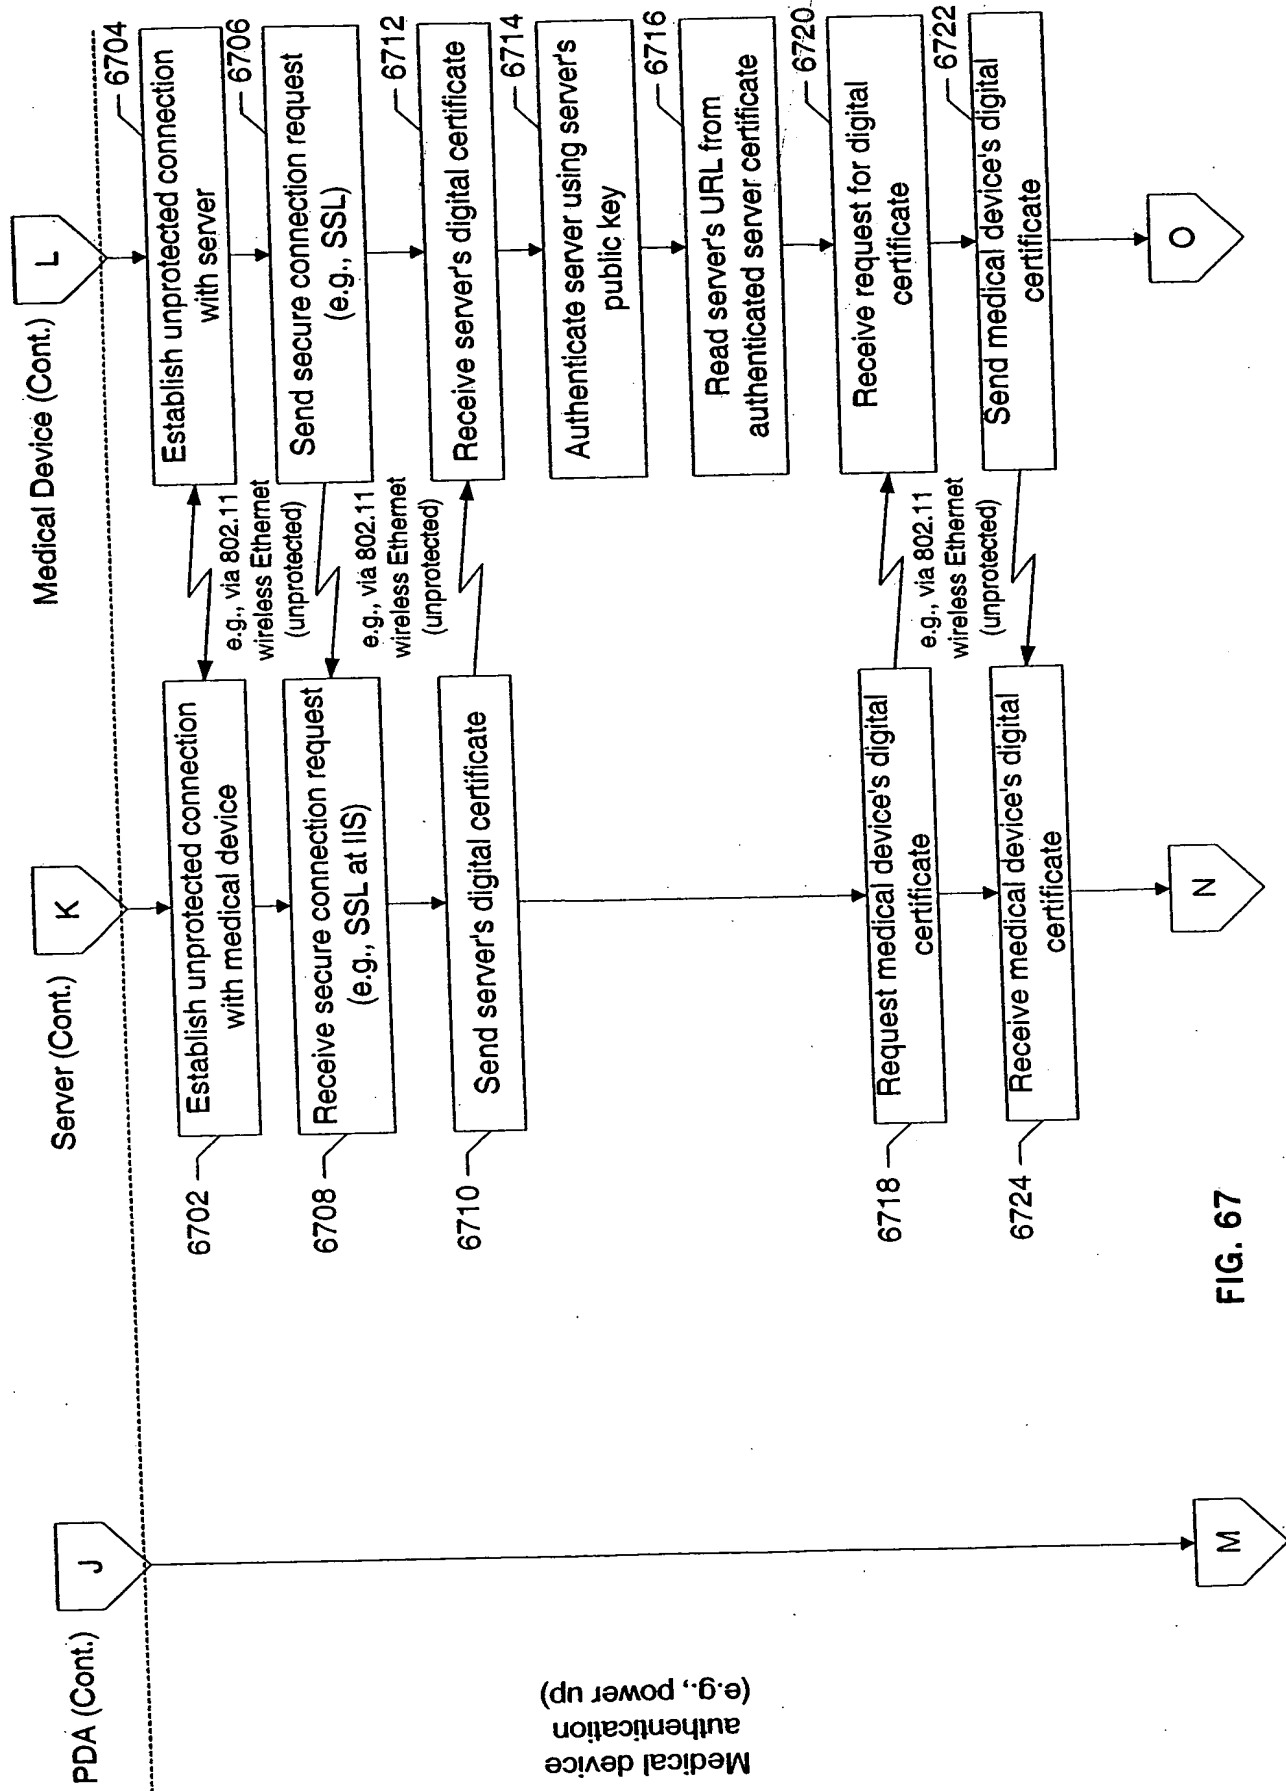 PDA (Cont.)
J
Server (Cont.)
K
Medical Device (Cont.)
L
Medical device
authentication
(e.g., power up)
6702
Establish unprotected connection
with medical device
6704
Establish unprotected connection
with server
e.g., via 802.11
wireless Ethernet
(unprotected)
6706
Send secure connection request
(e.g., SSL)
6708
Receive secure connection request
(e.g., SSL at IIS)
e.g., via 802.11
wireless Ethernet
(unprotected)
6710
Send server's digital certificate
6712
Receive server's digital certificate
6714
Authenticate server using server's
public key
6716
Read server's URL from
authenticated server certificate
6718
Request medical device's digital
certificate
6720
Receive request for digital
certificate
e.g., via 802.11
wireless Ethernet
(unprotected)
6722
Send medical device's digital
certificate
6724
Receive medical device's digital
certificate
M
N
O
FIG. 67